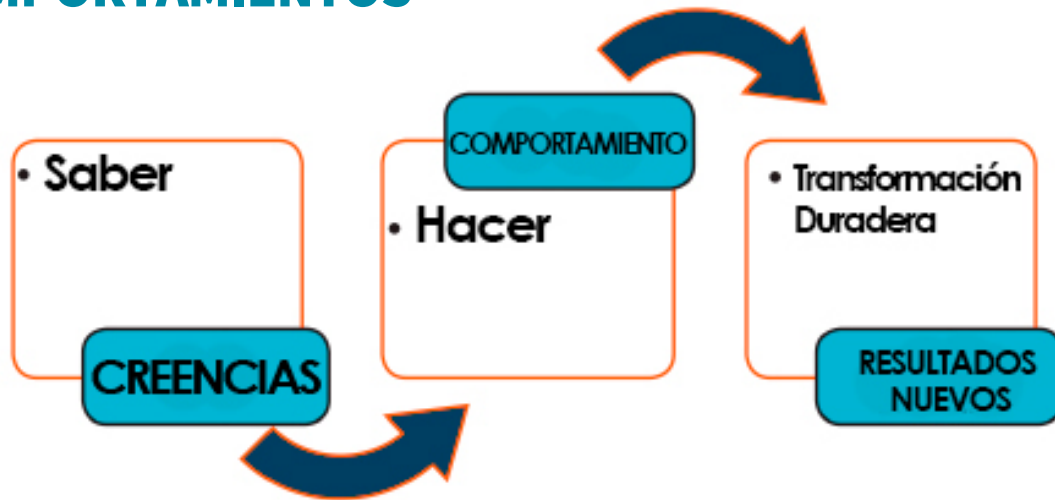 • Saber
CREENCIAS
COMPORTAMIENTO
• Hacer
• Transformación
Duradera
RESULTADOS
NUEVOS